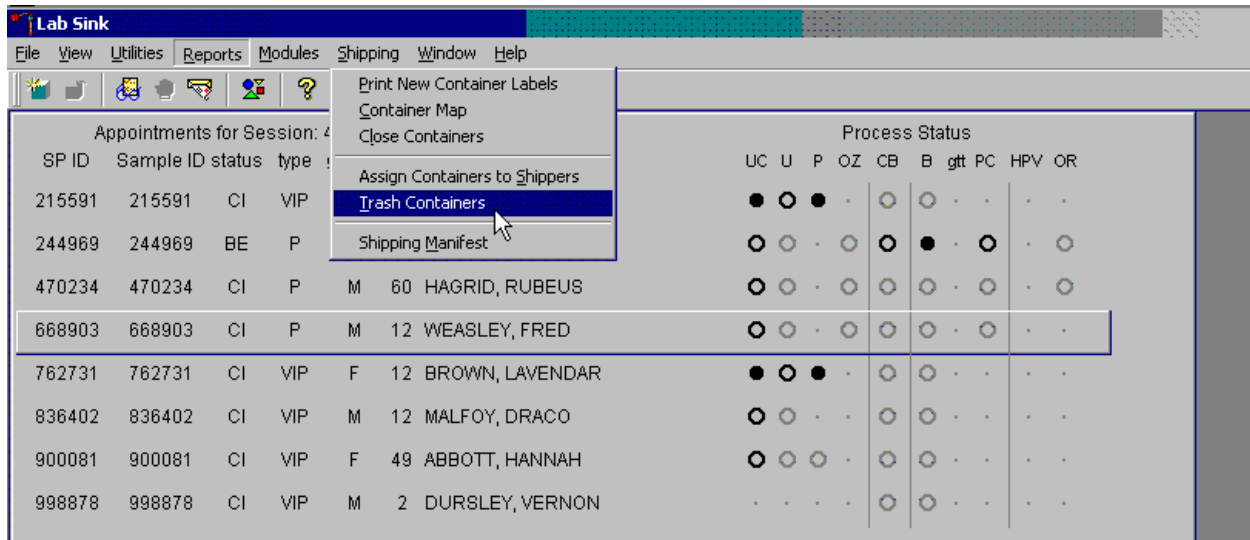 Lab Sink
File View Utilities Reports Modules Shipping Window Help
Print New Container Labels
Container Map
Close Containers
Assign Containers to Shippers
Trash Containers
Shipping Manifest
Appointments for Session: Process Status
SP ID Sample ID status type UC U P OZ CB B gtt PC HPV OR
215591 215591 CI VIP
244969 244969 BE P
470234 470234 CI P M 60 HAGRID, RUBEUS
668903 668903 CI P M 12 WEASLEY, FRED
762731 762731 CI VIP F 12 BROWN, LAVENDAR
836402 836402 CI VIP M 12 MALFOY, DRACO
900081 900081 CI VIP F 49 ABBOTT, HANNAH
998878 998878 CI VIP M 2 DURSLEY, VERNON